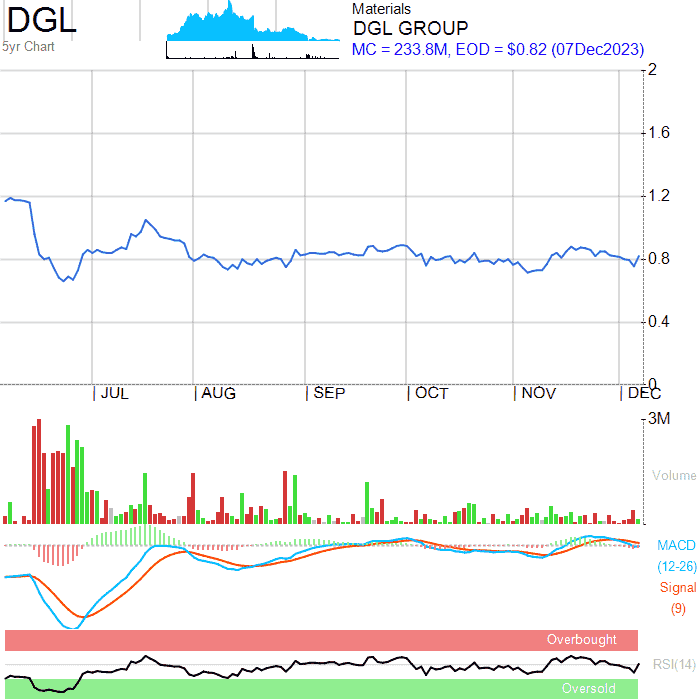 DGL
5yr Chart
Materials
DGL GROUP
MC = 233.8M, EOD = $0.82 (07Dec2023)
2
1.6
1.2
0.8
0.4
0
JUL AUG SEP OCT NOV DEC
3M
Volume
MACD
(12-26)
Signal
(9)
Overbought
RSI(14)
Oversold